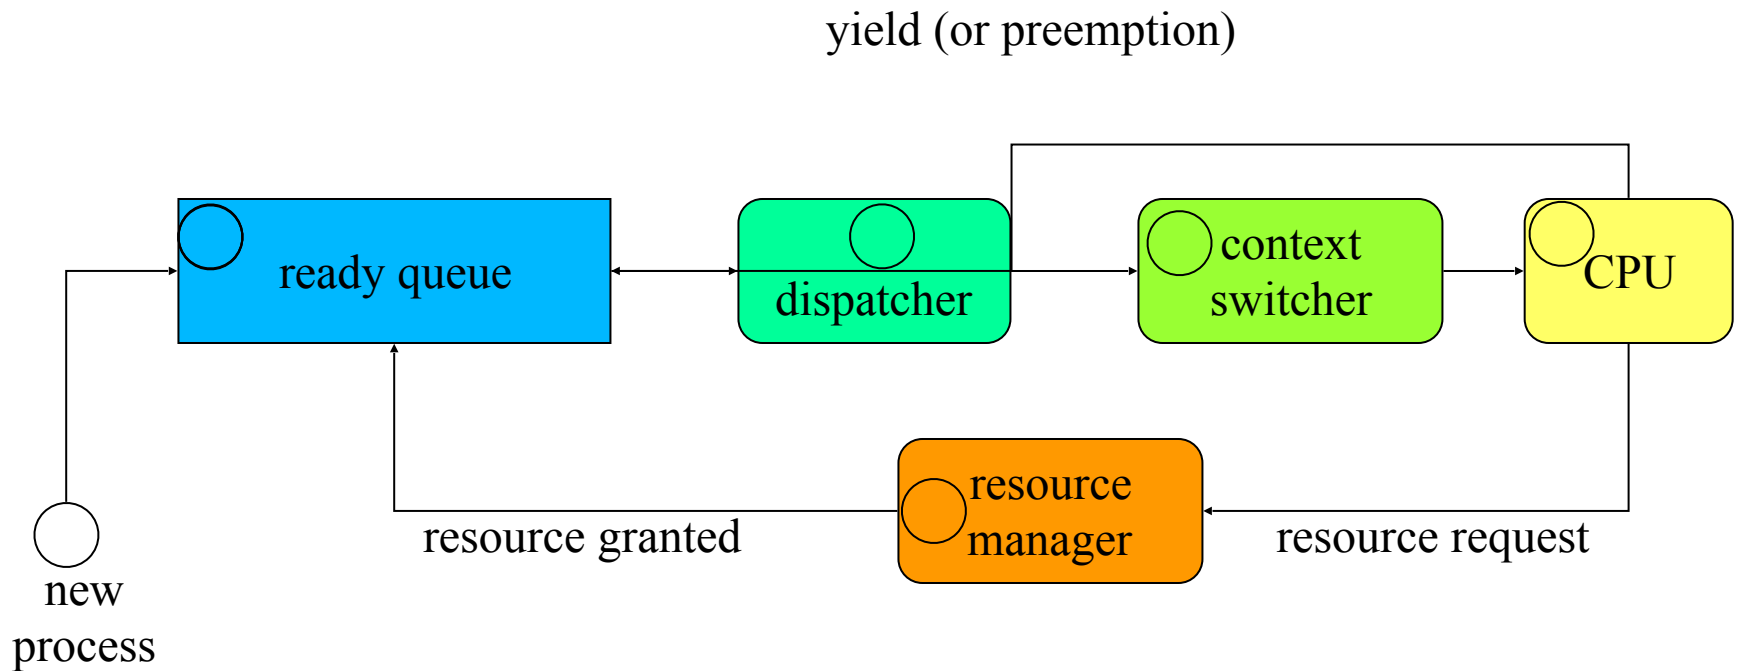 yield (or preemption)
ready queue
dispatcher
context
switcher
CPU
resource
manager
resource granted
resource request
new
process